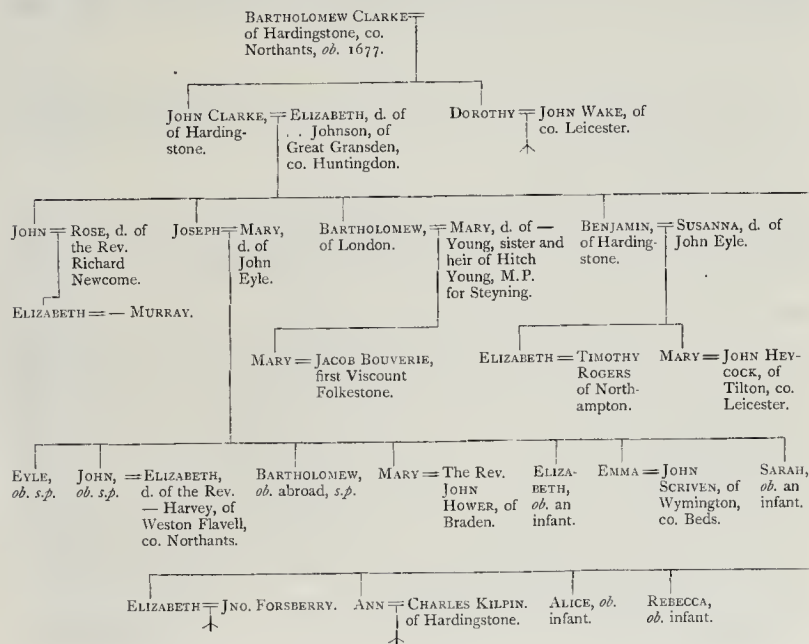 BARTHOLOMEW CLARKE
of Hardingstone, co.
Northants, ob. 1677.
JOHN CLARKE,
of Harding-
stone.
ELIZABETH, d. of
. . Johnson, of
Great Gransden,
co. Huntingdon.
DOROTHY
JOHN WAKE, of
co. Leicester.
JOHN
ROSE, d. of
the Rev.
Richard
Newcome.
JOSEPH
MARY,
d. of
John
Eyle.
BARTHOLOMEW,
of London.
MARY, d. of —
Young, sister and
heir of Hitch
Young, M.P.
for Steyning.
BENJAMIN,
of Harding-
stone.
SUSANNA, d. of
John Eyle.
ELIZABETH = — MURRAY.
MARY = JACOB BOUVERIE,
first Viscount
Folkestone.
ELIZABETH = TIMOTHY
ROGERS
of North-
ampton.
MARY = JOHN HEY-
COCK, of
Tilton, co.
Leicester.
EYLE,
ob. s.p.
JOHN,
ob. s.p.
= ELIZABETH,
d. of the Rev.
— Harvey, of
Weston Flavell,
co. Northants.
BARTHOLOMEW,
ob. abroad, s.p.
MARY = The Rev.
JOHN
HOWER, of
Braden.
ELIZA-
BETH,
ob. an
infant.
EMMA = JOHN
SCRIVEN, of
Wymington,
co. Beds.
SARAH,
ob. an
infant.
ELIZABETH
JNO. FORSBERRY.
ANN
CHARLES KILPIN.
of Hardingstone.
ALICE, ob.
infant.
REBECCA,
ob. infant.